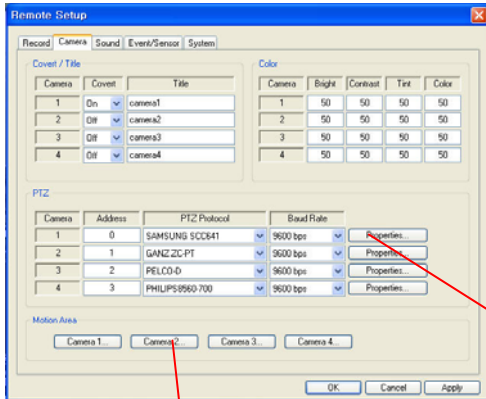 Remote Setup
Record Camera Sound Event/Sensor System
Covert / Title
Camera Covert Title
1 On camera1
2 Off camera2
3 Off camera3
4 Off camera4
Color
Camera Bright Contrast Tint Color
1 50 50 50 50
2 50 50 50 50
3 50 50 50 50
4 50 50 50 50
PTZ
Camera Address PTZ Protocol Baud Rate
1 0 SAMSUNG SCC641 9600 bps Properties...
2 1 GANZ ZC-PT 9600 bps Properties...
3 2 PELCO-D 9600 bps Properties...
4 3 PHILIPS8560-700 9600 bps Properties...
Motion Area
Camera 1... Camera 2... Camera 3... Camera 4...
OK Cancel Apply